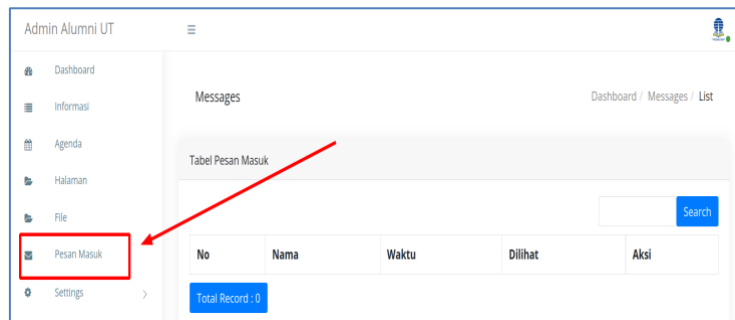 Admin Alumni UT
Dashboard
Informasi
Agenda
Halaman
File
Pesan Masuk
Settings
Messages
Dashboard / Messages / List
Tabel Pesan Masuk
Search
No Nama Waktu Dilihat Aksi
Total Record : 0